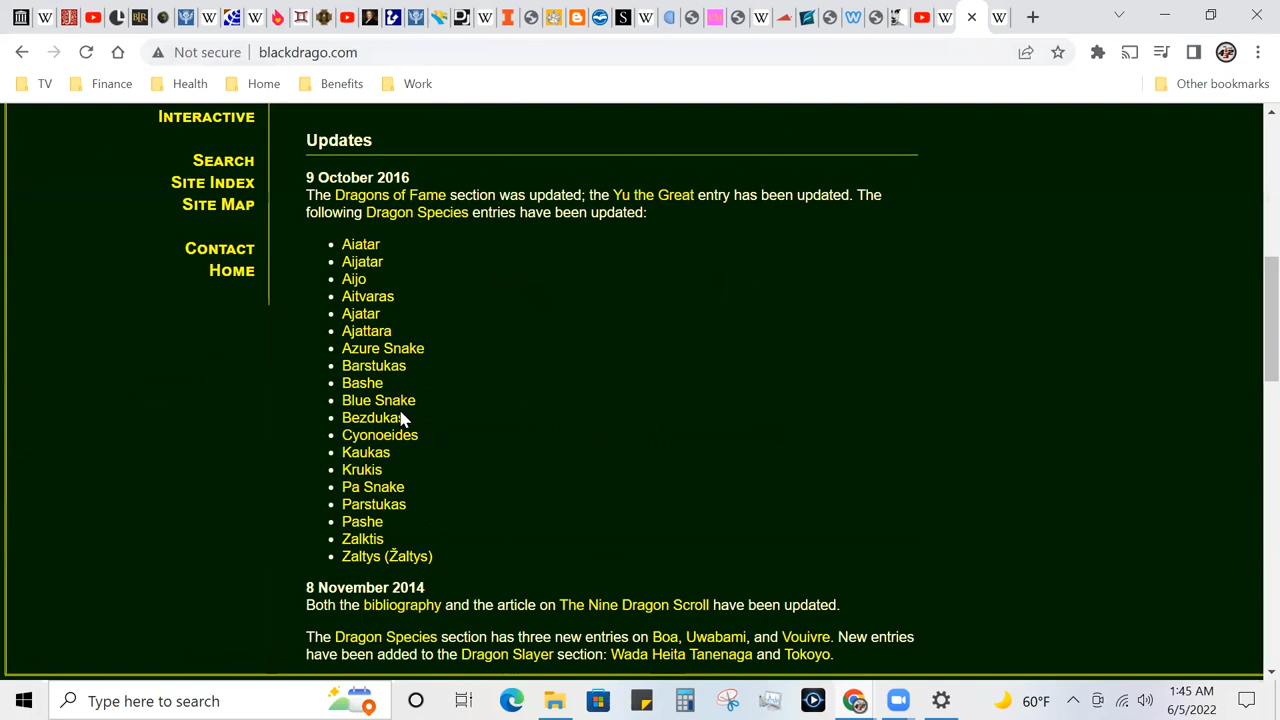 Not secure
blackdrago.com
TV
Finance
Health
Home
Benefits
Work
Other bookmarks
INTERACTIVE
SEARCH
SITE INDEX
SITE MAP
CONTACT
HOME
Updates
9 October 2016
The Dragons of Fame section was updated; the Yu the Great entry has been updated. The
following Dragon Species entries have been updated:
Aiatar
Aijatar
Aijo
Aitvaras
Ajatar
Ajattara
Azure Snake
Barstukas
Bashe
Blue Snake
Bezdukas
Cyonoeides
Kaukas
Krukis
Pa Snake
Parstukas
Pashe
Zalktis
Zaltys (Žaltys)
8 November 2014
Both the bibliography and the article on The Nine Dragon Scroll have been updated.
The Dragon Species section has three new entries on Boa, Uwabami, and Vouivre. New entries
have been added to the Dragon Slayer section: Wada Heita Tanenaga and Tokoyo.
Type here to search
60°F
1:45 AM
6/5/2022